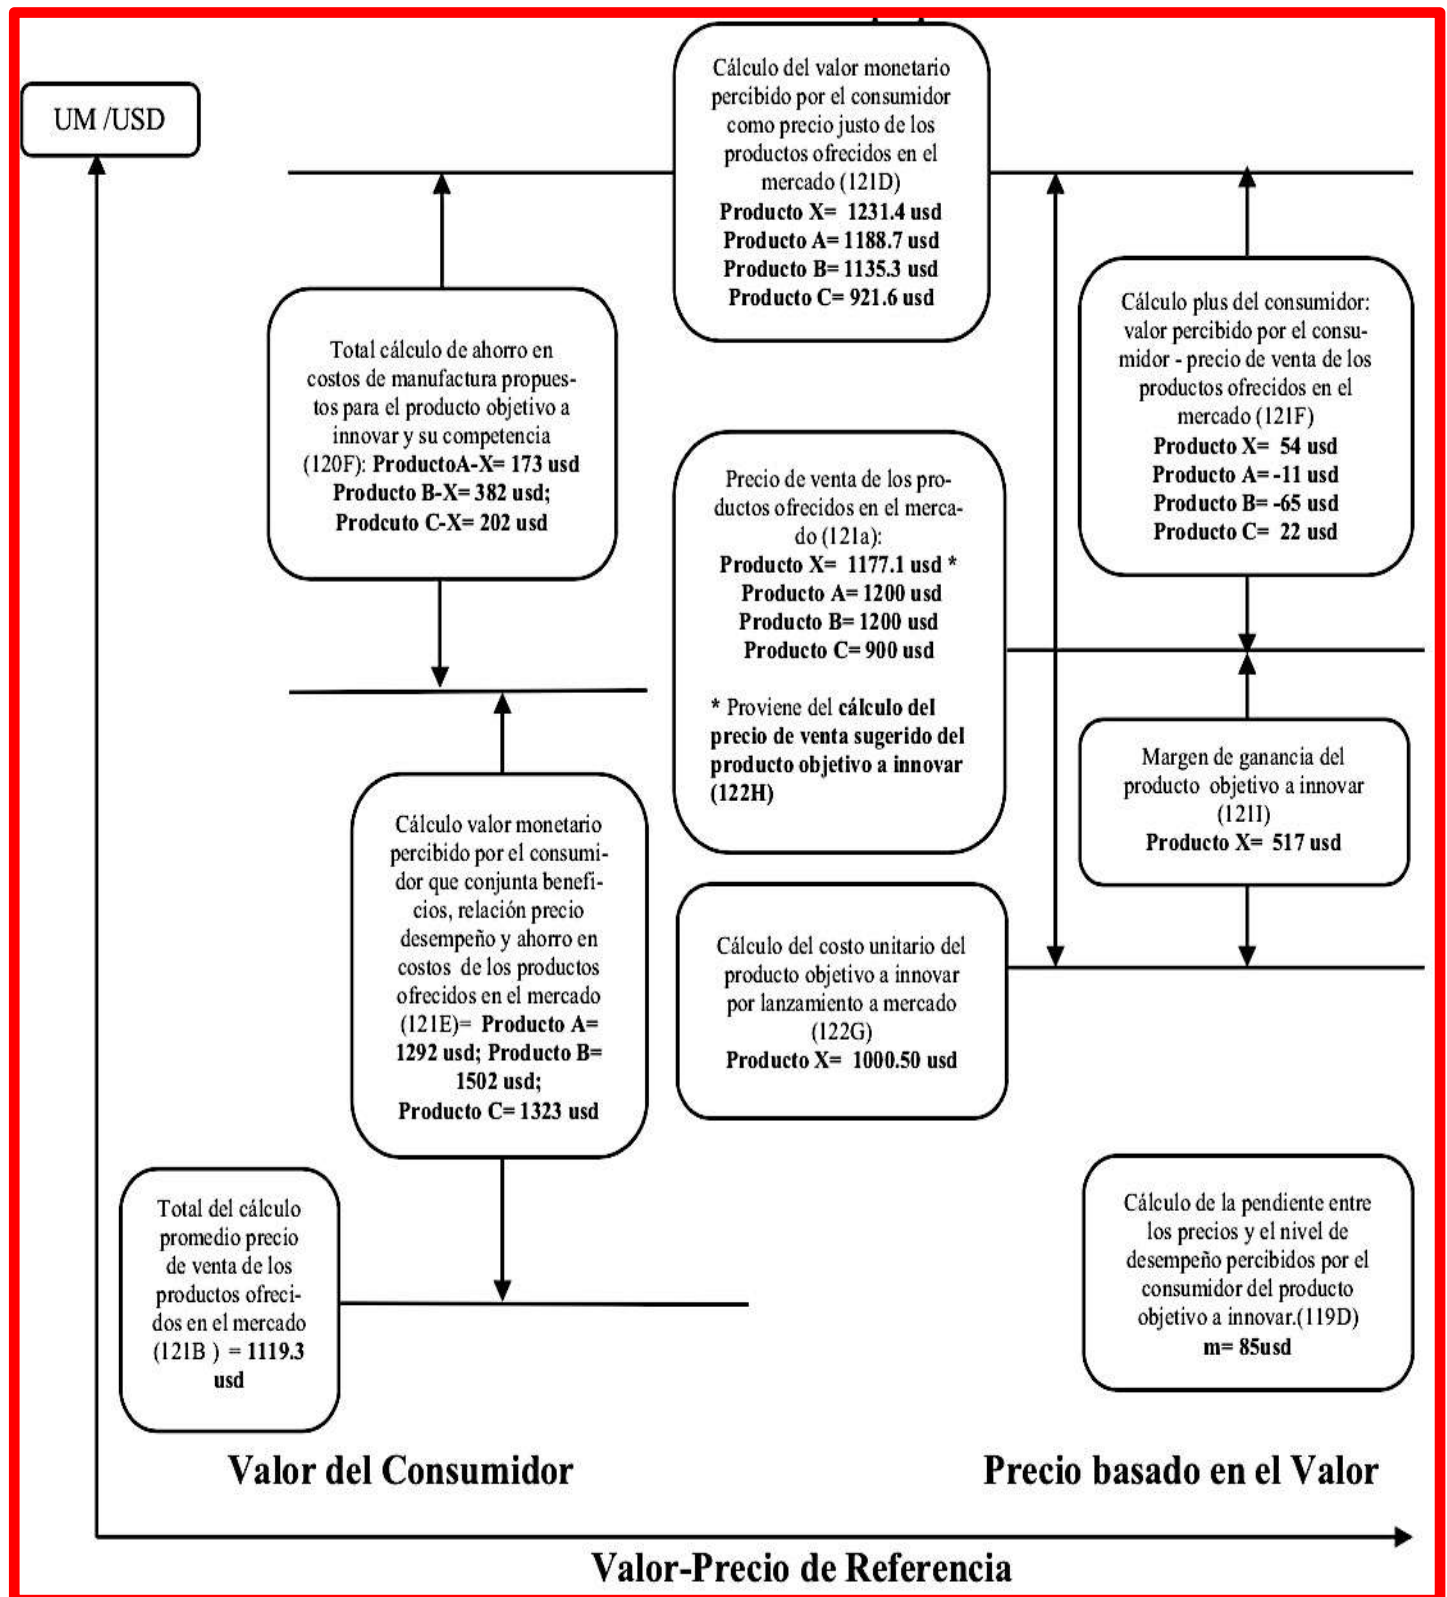 UM /USD
Cálculo del valor monetario
percibido por el consumidor
como precio justo de los
productos ofrecidos en el
mercado (121D)
Producto X= 1231.4 usd
Producto A= 1188.7 usd
Producto B= 1135.3 usd
Producto C= 921.6 usd
Total cálculo de ahorro en
costos de manufactura propues-
tos para el producto objetivo a
innovar y su competencia
(120F): ProductoA-X= 173 usd
Producto B-X= 382 usd;
Prodcuto C-X= 202 usd
Cálculo plus del consumidor:
valor percibido por el consu-
midor - precio de venta de los
productos ofrecidos en el
mercado (121F)
Producto X= 54 usd
Producto A= -11 usd
Producto B= -65 usd
Producto C= 22 usd
Precio de venta de los pro-
ductos ofrecidos en el merca-
do (121a):
Producto X= 1177.1 usd *
Producto A= 1200 usd
Producto B= 1200 usd
Producto C= 900 usd
* Proviene del cálculo del
precio de venta sugerido del
producto objetivo a innovar
(122H)
Margen de ganancia del
producto objetivo a innovar
(121I)
Producto X= 517 usd
Cálculo valor monetario
percibido por el consumi-
dor que conjunta benefi-
cios, relación precio
desempeño y ahorro en
costos de los productos
ofrecidos en el mercado
(121E)= Producto A=
1292 usd; Producto B=
1502 usd;
Producto C= 1323 usd
Cálculo del costo unitario del
producto objetivo a innovar
por lanzamiento a mercado
(122G)
Producto X= 1000.50 usd
Total del cálculo
promedio precio
de venta de los
productos ofreci-
dos en el mercado
(121B ) = 1119.3
usd
Cálculo de la pendiente entre
los precios y el nivel de
desempeño percibidos por el
consumidor del producto
objetivo a innovar.(119D)
m= 85usd
Valor del Consumidor
Precio basado en el Valor
Valor-Precio de Referencia